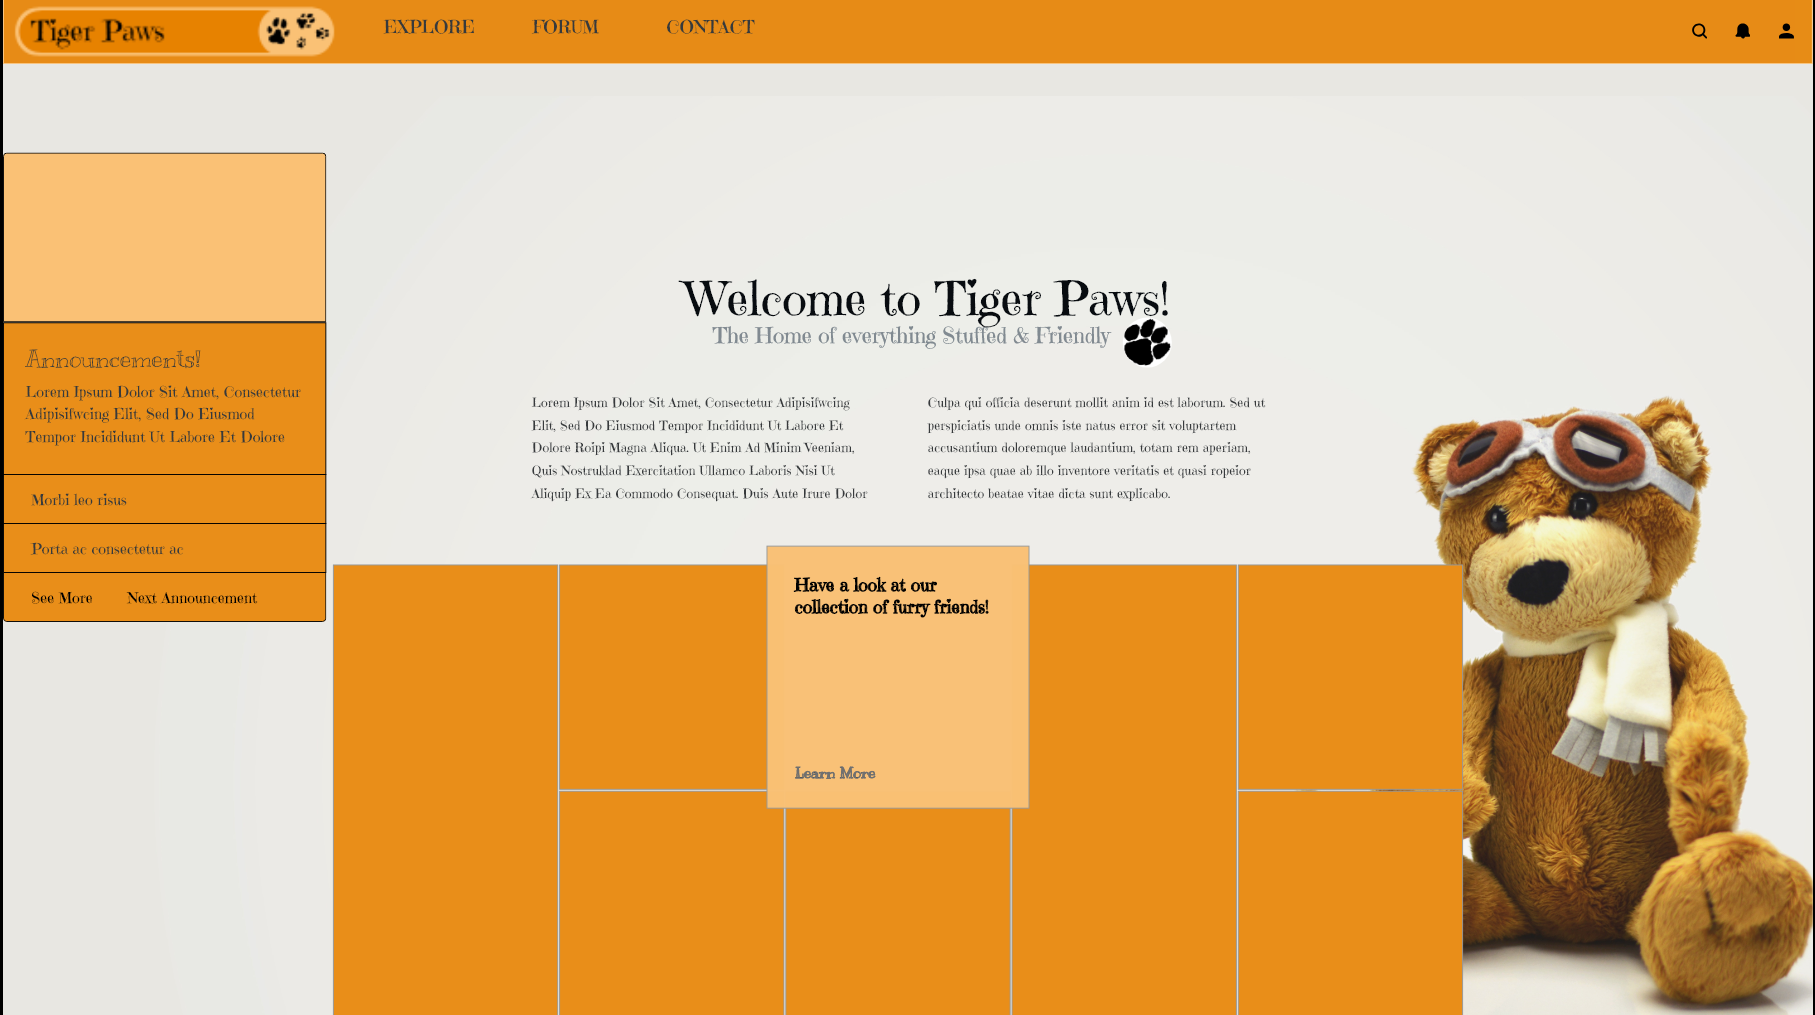 Tiger Paws
EXPLORE FORUM CONTACT
Welcome to Tiger Paws!
The Home of everything Stuffed & Friendly
Announcements!
Lorem Ipsum Dolor Sit Amet, Consectetur
Adipisifwcing Elit, Sed Do Eiusmod
Tempor Incididunt Ut Labore Et Dolore
Morbi leo risus
Porta ac consectetur ac
See More Next Announcement
Lorem Ipsum Dolor Sit Amet, Consectetur Adipisifwcing
Elit, Sed Do Eiusmod Tempor Incididunt Ut Labore Et
Dolore Roipi Magna Aliqua. Ut Enim Ad Minim Veeniam,
Quis Nostruklad Exercitation Ullamco Laboris Nisi Ut
Aliquip Ex Ea Commodo Consequat. Duis Aute Irure Dolor
Culpa qui officia deserunt mollit anim id est laborum. Sed ut
perspiciatis unde omnis iste natus error sit voluptartem
accusantium doloremque laudantium, totam rem aperiam,
eaque ipsa quae ab illo inventore veritatis et quasi ropeior
architecto beatae vitae dicta sunt explicabo.
Have a look at our
collection of furry friends!
Learn More